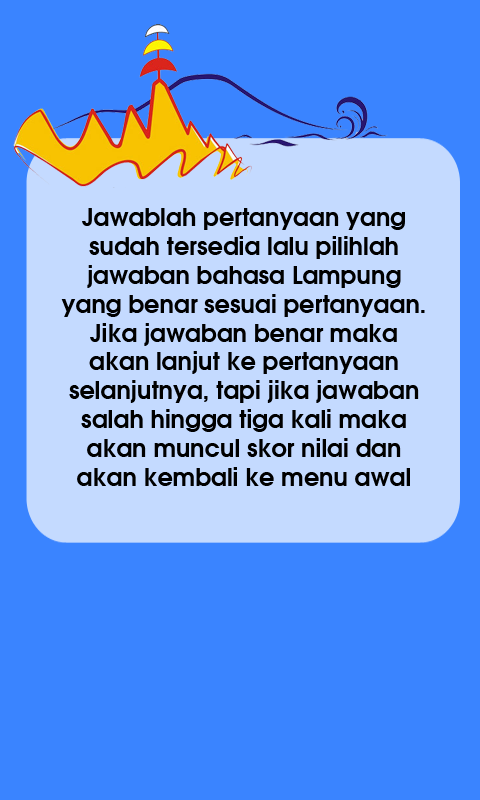 Jawablah pertanyaan yang
sudah tersedia lalu pilihlah
jawaban bahasa Lampung
yang benar sesuai pertanyaan.
Jika jawaban benar maka
akan lanjut ke pertanyaan
selanjutnya, tapi jika jawaban
salah hingga tiga kali maka
akan muncul skor nilai dan
akan kembali ke menu awal